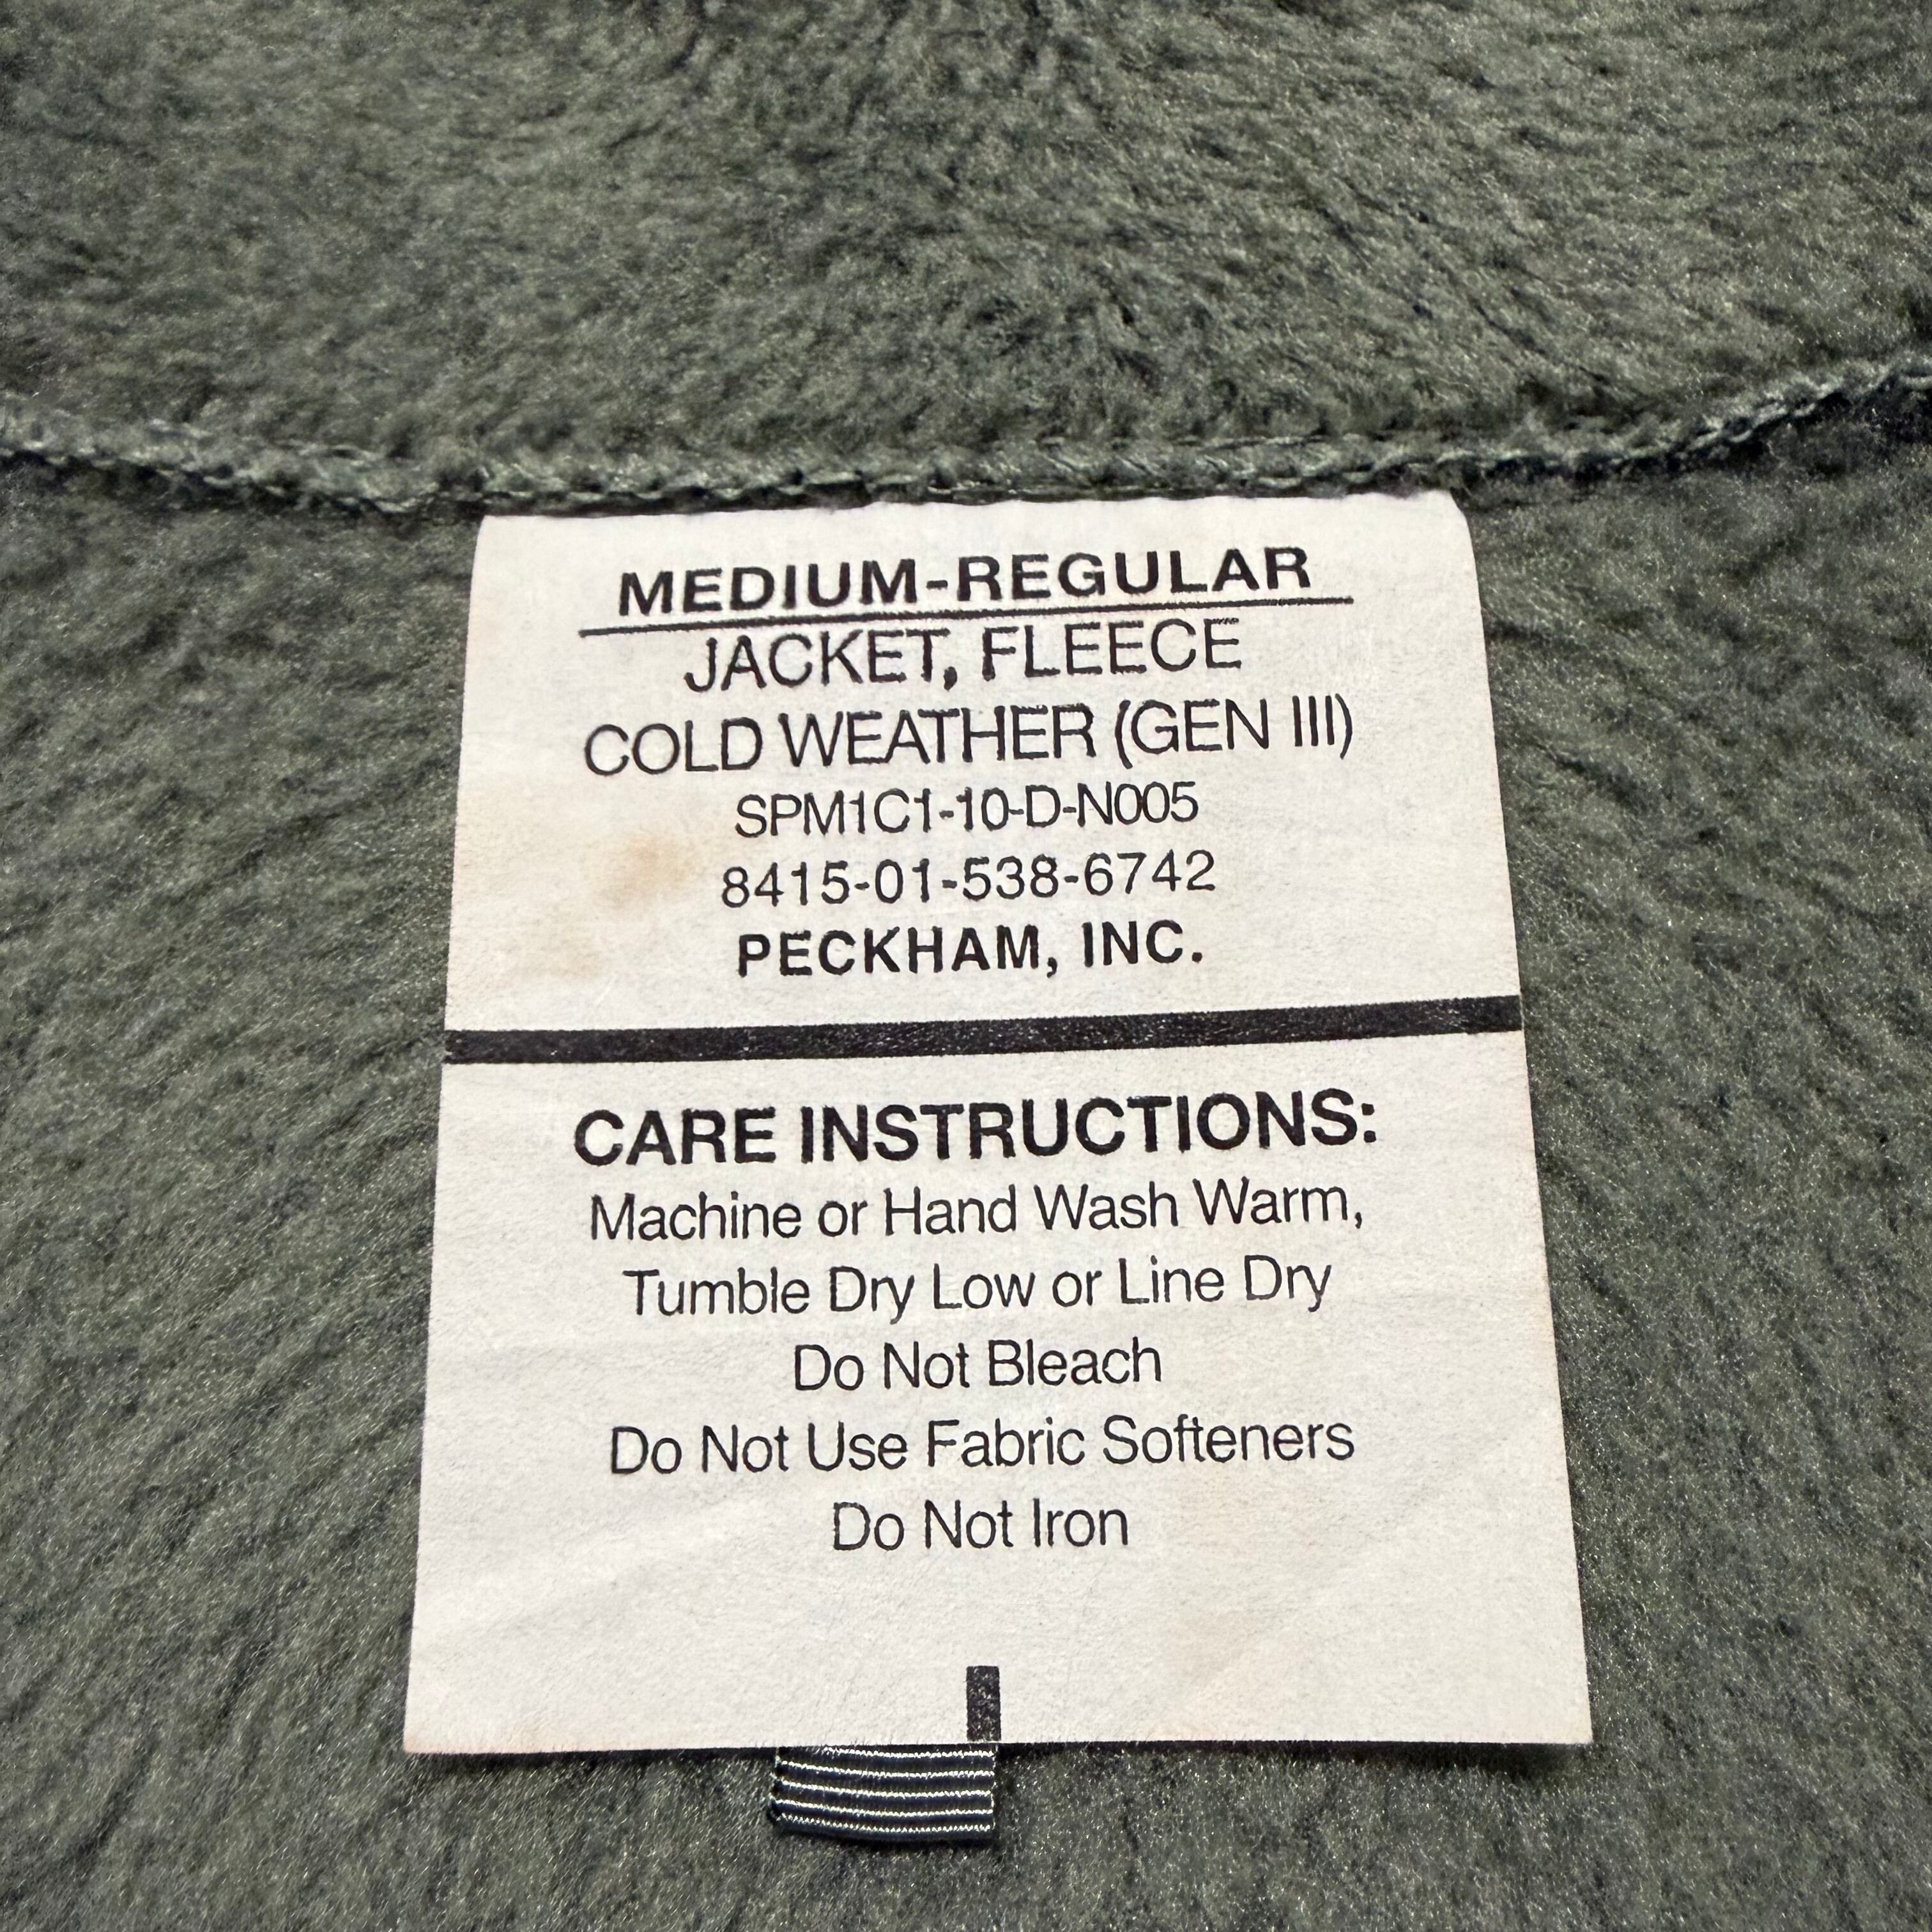 MEDIUM-REGULAR
JACKET, FLEECE
COLD WEATHER (GEN III)
SPM1C1-10-D-N005
8415-01-538-6742
PECKHAM, INC.
CARE INSTRUCTIONS:
Machine or Hand Wash Warm,
Tumble Dry Low or Line Dry
Do Not Bleach
Do Not Use Fabric Softeners
Do Not Iron